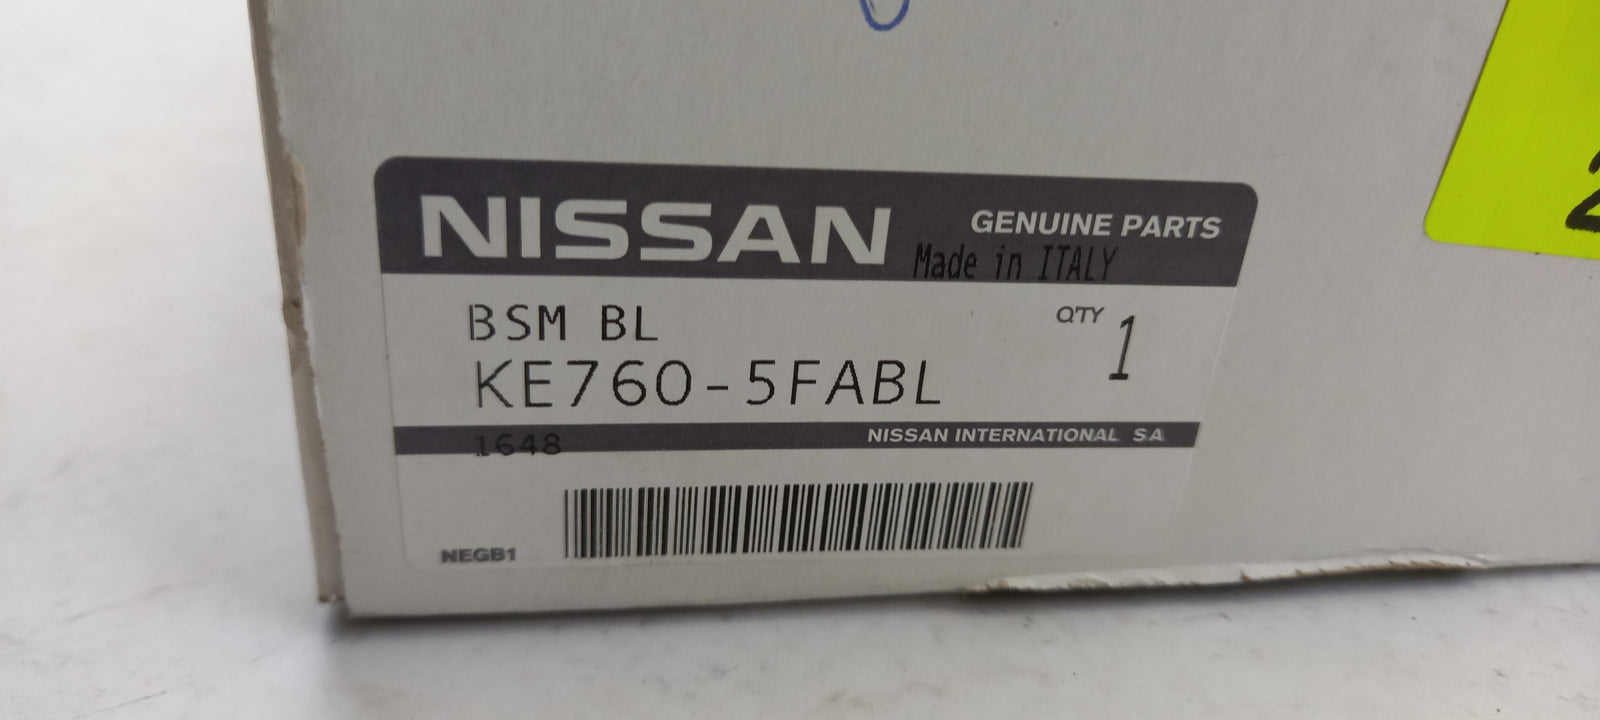 NISSAN
GENUINE PARTS
Made in ITALY
BSM BL
QTY 1
KE760-5FABL
1648
NISSAN INTERNATIONAL SA
NEGB1